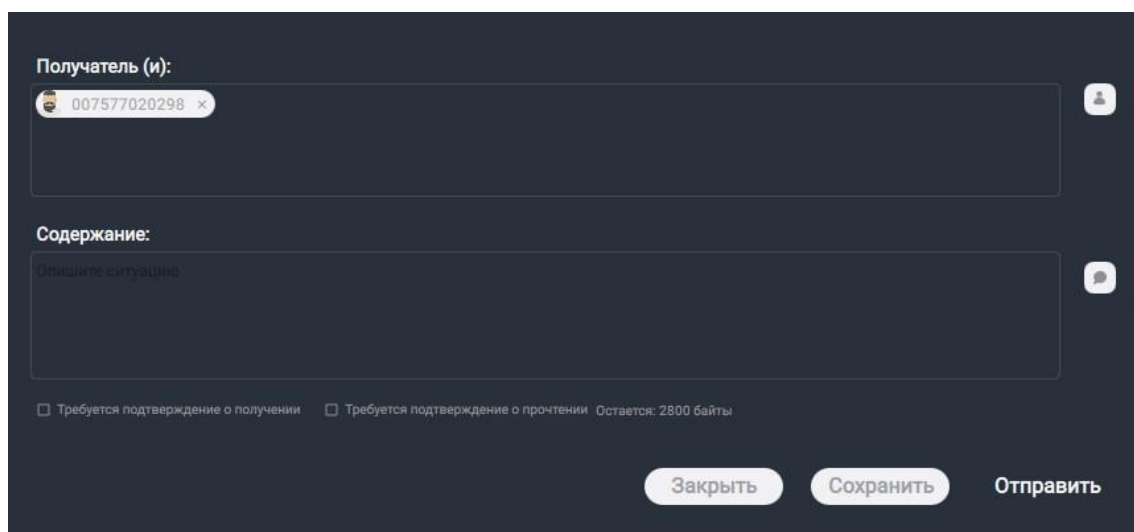 Получатель (и):
007577020298 ×
Содержание:
Опишите ситуацию
Требуется подтверждение о получении Требуется подтверждение о прочтении Остается: 2800 байты
Закрыть Сохранить Отправить